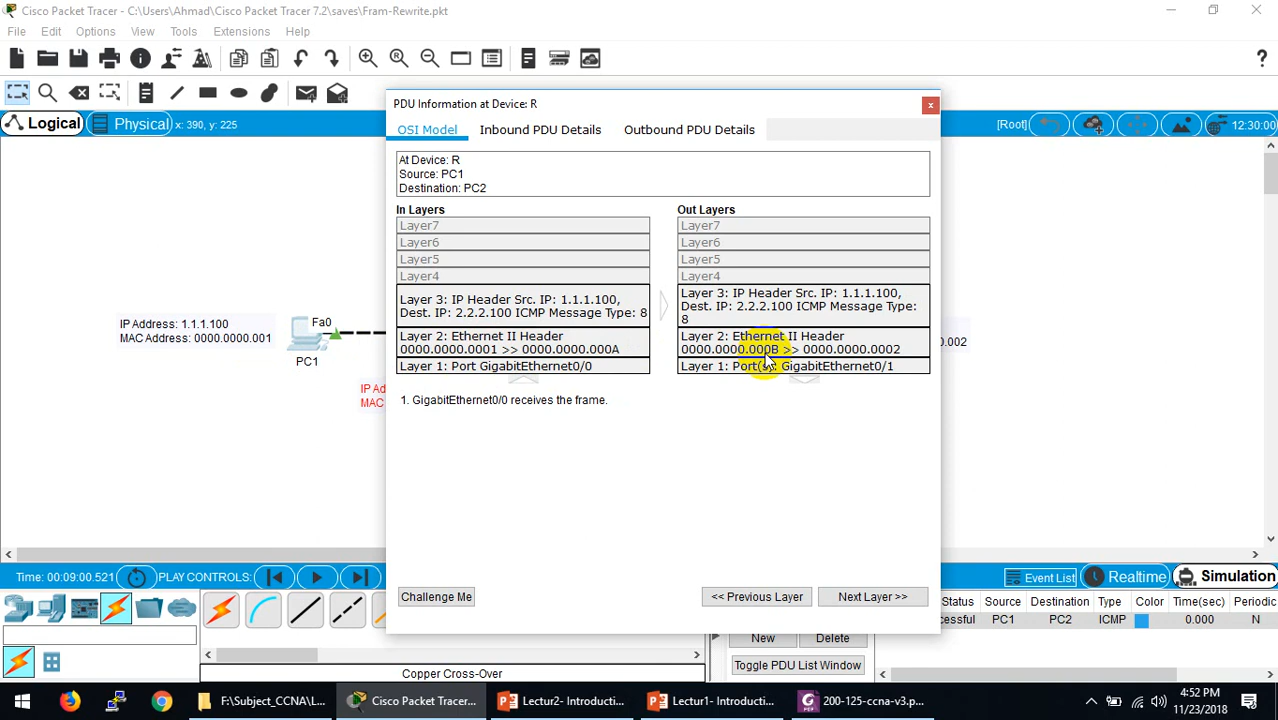 Cisco Packet Tracer - C:\Users\Ahmad\Cisco Packet Tracer 7.2\saves\Fram-Rewrite.pkt
File Edit Options View Tools Extensions Help
?
Logical Physical x: 390, y: 225
[Root] 12:30:00
PDU Information at Device: R
x
OSI Model Inbound PDU Details Outbound PDU Details
At Device: R
Source: PC1
Destination: PC2
In Layers
Layer7
Layer6
Layer5
Layer4
Layer 3: IP Header Src. IP: 1.1.1.100,
Dest. IP: 2.2.2.100 ICMP Message Type: 8
Layer 2: Ethernet II Header
0000.0000.0001 >> 0000.0000.000A
Layer 1: Port GigabitEthernet0/0
Out Layers
Layer7
Layer6
Layer5
Layer4
Layer 3: IP Header Src. IP: 1.1.1.100,
Dest. IP: 2.2.2.100 ICMP Message Type:
8
Layer 2: Ethernet II Header
0000.0000.000B >> 0000.0000.0002
Layer 1: Port(s): GigabitEthernet0/1
1. GigabitEthernet0/0 receives the frame.
Challenge Me << Previous Layer Next Layer >>
IP Address: 1.1.1.100
MAC Address: 0000.0000.001
Fa0
PC1
IP Ad
MAC
.002
Time: 00:09:00.521 PLAY CONTROLS:
Event List Realtime Simulation
Status Source Destination Type Color Time(sec) Periodic
cessful PC1 PC2 ICMP 0.000 N
New Delete
Toggle PDU List Window
Copper Cross-Over
F:\Subject_CCNA\L... Cisco Packet Tracer... Lectur2- Introducti... Lectur1- Introducti... 200-125-ccna-v3.p...
4:52 PM
11/23/2018